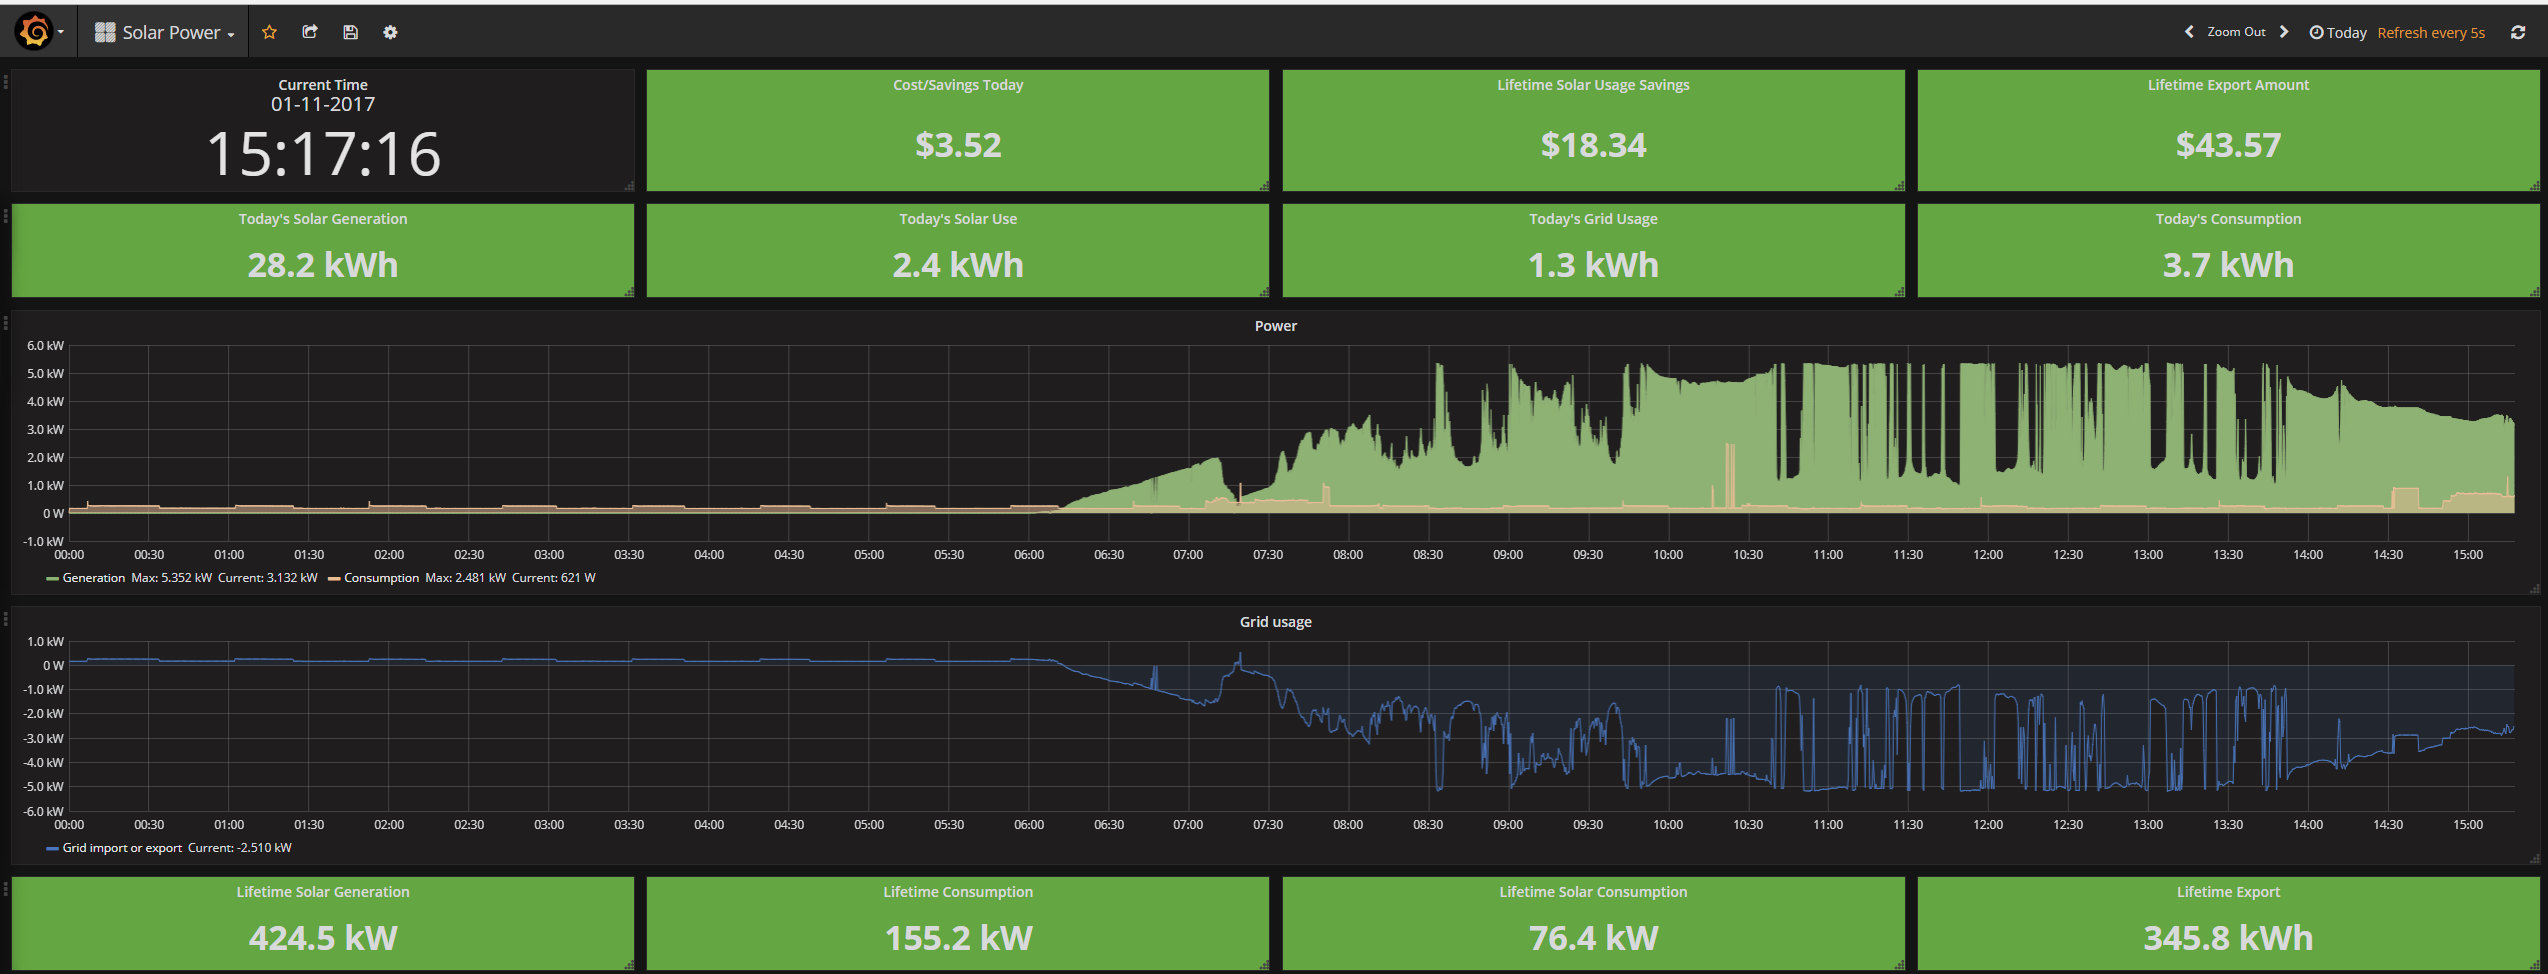 Solar Power
Zoom Out
Today Refresh every 5s
Current Time
01-11-2017
15:17:16
Cost/Savings Today
$3.52
Lifetime Solar Usage Savings
$18.34
Lifetime Export Amount
$43.57
Today's Solar Generation
28.2 kWh
Today's Solar Use
2.4 kWh
Today's Grid Usage
1.3 kWh
Today's Consumption
3.7 kWh
Power
6.0 kW
5.0 kW
4.0 kW
3.0 kW
2.0 kW
1.0 kW
0 W
-1.0 kW
00:00 00:30 01:00 01:30 02:00 02:30 03:00 03:30 04:00 04:30 05:00 05:30 06:00 06:30 07:00 07:30 08:00 08:30 09:00 09:30 10:00 10:30 11:00 11:30 12:00 12:30 13:00 13:30 14:00 14:30 15:00
Generation Max: 5.352 kW Current: 3.132 kW Consumption Max: 2.481 kW Current: 621 W
Grid usage
1.0 kW
0 W
-1.0 kW
-2.0 kW
-3.0 kW
-4.0 kW
-5.0 kW
-6.0 kW
00:00 00:30 01:00 01:30 02:00 02:30 03:00 03:30 04:00 04:30 05:00 05:30 06:00 06:30 07:00 07:30 08:00 08:30 09:00 09:30 10:00 10:30 11:00 11:30 12:00 12:30 13:00 13:30 14:00 14:30 15:00
Grid import or export Current: -2.510 kW
Lifetime Solar Generation
424.5 kW
Lifetime Consumption
155.2 kW
Lifetime Solar Consumption
76.4 kW
Lifetime Export
345.8 kWh